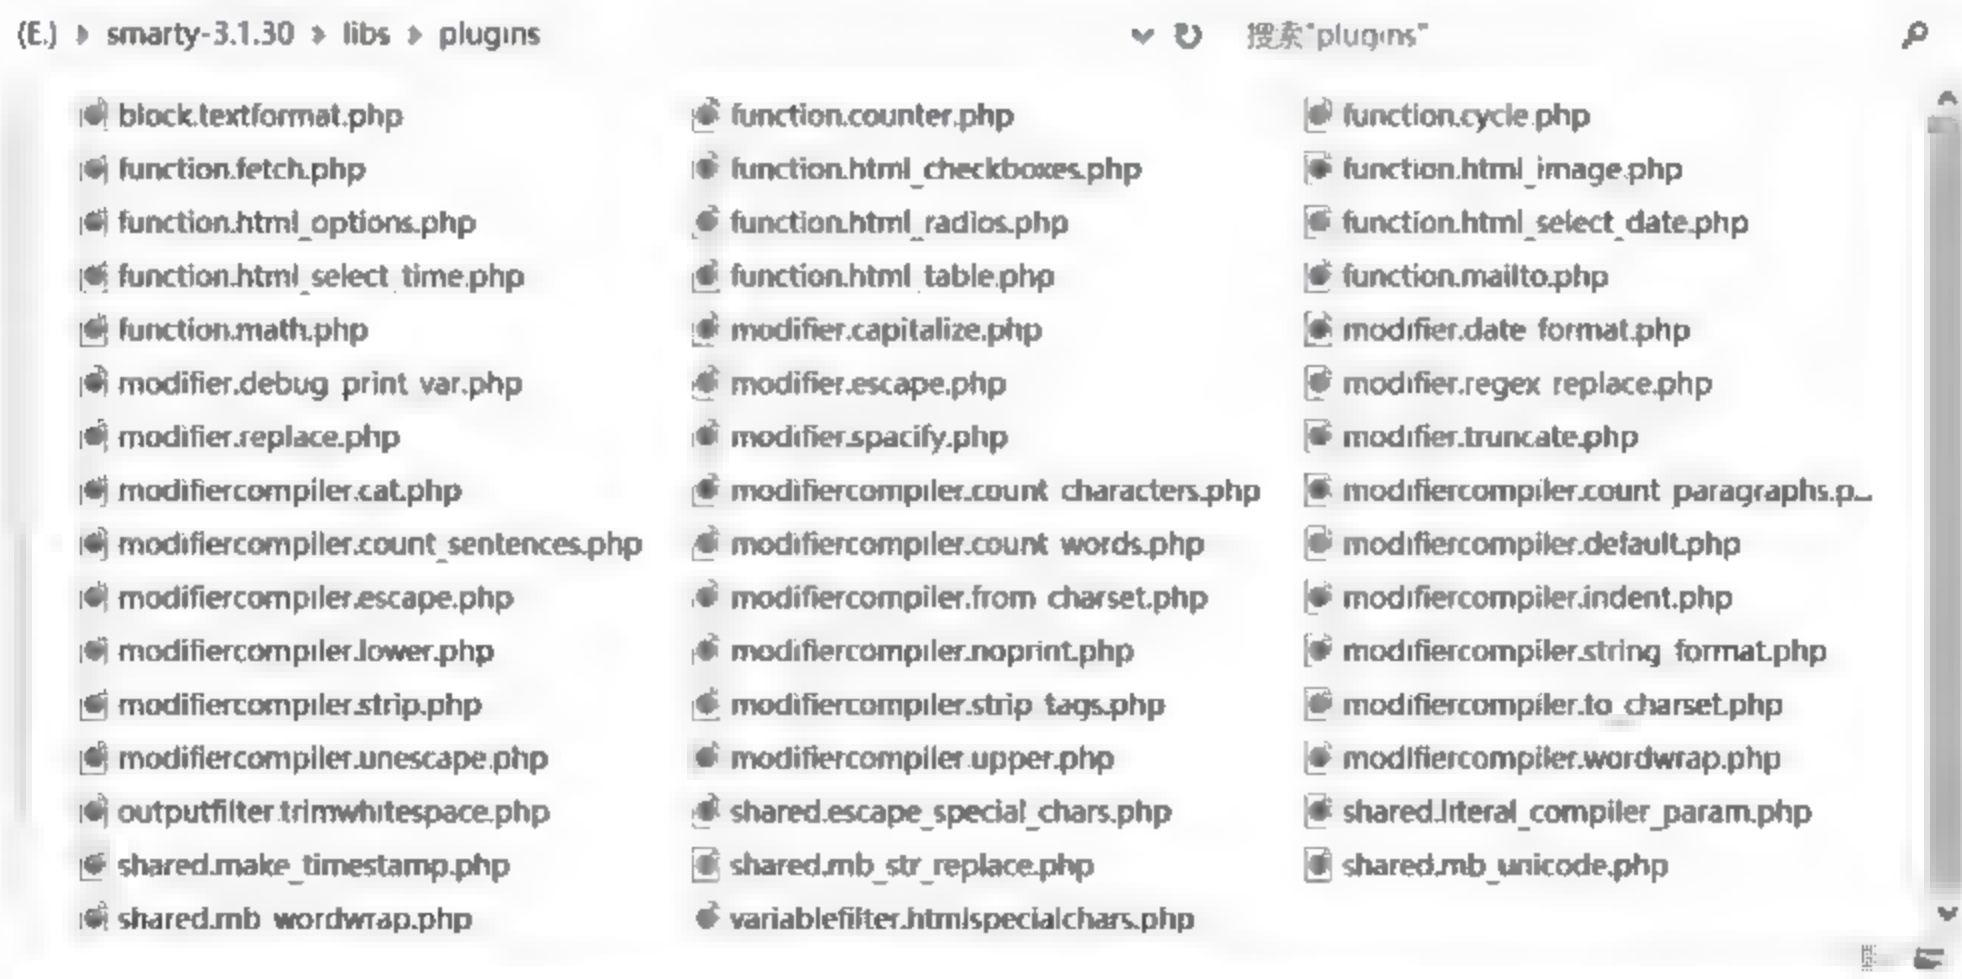 (E:) › smarty-3.1.30 › libs › plugins 搜索"plugins"
block.textformat.php function.counter.php function.cycle.php
function.fetch.php function.html_checkboxes.php function.html_image.php
function.html_options.php function.html_radios.php function.html_select_date.php
function.html_select_time.php function.html_table.php function.mailto.php
function.math.php modifier.capitalize.php modifier.date_format.php
modifier.debug_print_var.php modifier.escape.php modifier.regex_replace.php
modifier.replace.php modifier.spacify.php modifier.truncate.php
modifiercompiler.cat.php modifiercompiler.count_characters.php modifiercompiler.count_paragraphs.p...
modifiercompiler.count_sentences.php modifiercompiler.count_words.php modifiercompiler.default.php
modifiercompiler.escape.php modifiercompiler.from_charset.php modifiercompiler.indent.php
modifiercompiler.lower.php modifiercompiler.noprint.php modifiercompiler.string_format.php
modifiercompiler.strip.php modifiercompiler.strip_tags.php modifiercompiler.to_charset.php
modifiercompiler.unescape.php modifiercompiler.upper.php modifiercompiler.wordwrap.php
outputfilter.trimwhitespace.php shared.escape_special_chars.php shared.literal_compiler_param.php
shared.make_timestamp.php shared.mb_str_replace.php shared.mb_unicode.php
shared.mb_wordwrap.php variablefilter.htmlspecialchars.php